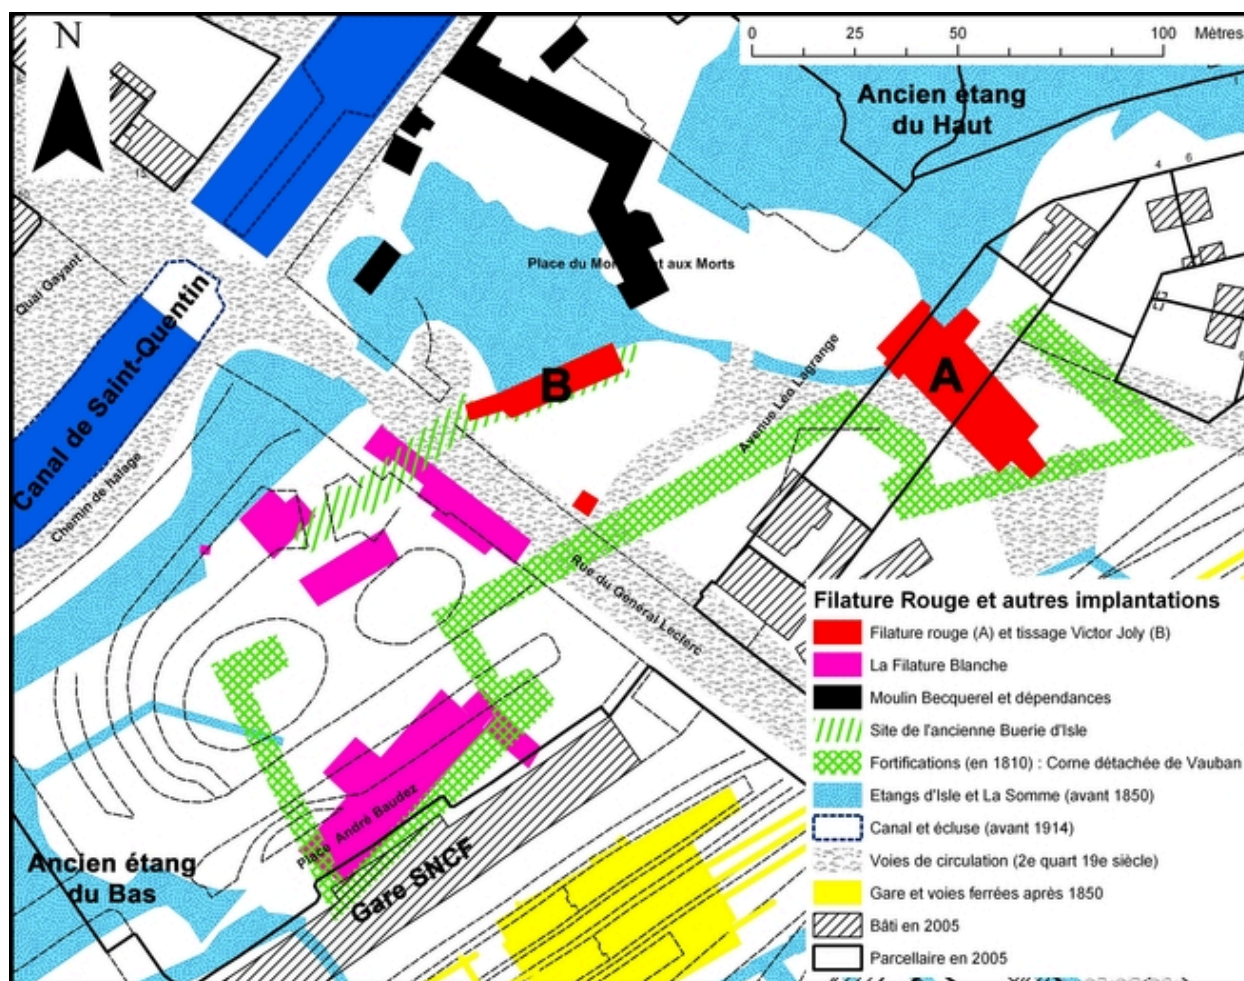 N
0 25 50 100 Mètres
Ancien étang
du Haut
4 6
Quai Gayant
Place du Mon t aux Morts
Canal de Saint-Quentin
Chemin de halage
B
Avenue Léo Lagrange
A
6
Rue du Général Leclerc
Place André Baudez
Gare SNCF
Ancien étang
du Bas
Filature Rouge et autres implantations
Filature rouge (A) et tissage Victor Joly (B)
La Filature Blanche
Moulin Becquerel et dépendances
Site de l'ancienne Buerie d'Isle
Fortifications (en 1810) : Corne détachée de Vauban
Etangs d'Isle et La Somme (avant 1850)
Canal et écluse (avant 1914)
Voies de circulation (2e quart 19e siècle)
Gare et voies ferrées après 1850
Bâti en 2005
Parcellaire en 2005